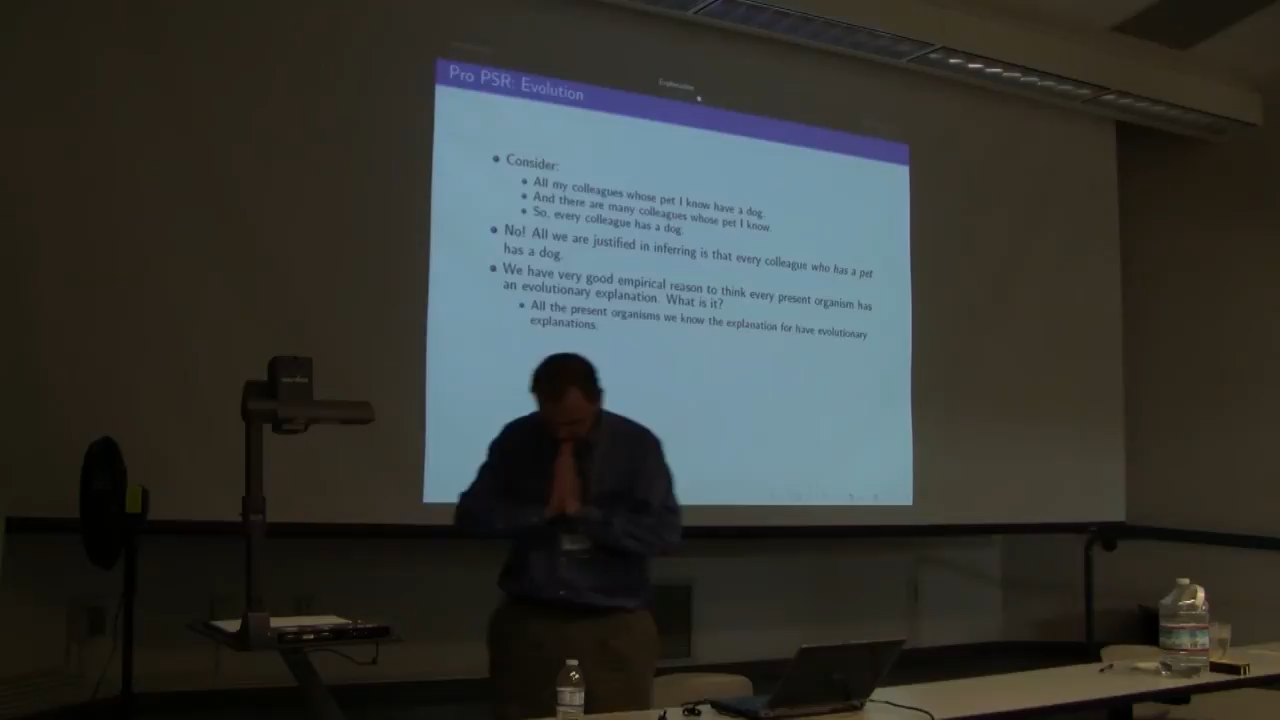 Explanation
Pro PSR: Evolution
Consider:
All my colleagues whose pet I know have a dog.
And there are many colleagues whose pet I know.
So, every colleague has a dog.
No! All we are justified in inferring is that every colleague who has a pet
has a dog.
We have very good empirical reason to think every present organism has
an evolutionary explanation. What is it?
All the present organisms we know the explanation for have evolutionary
explanations.